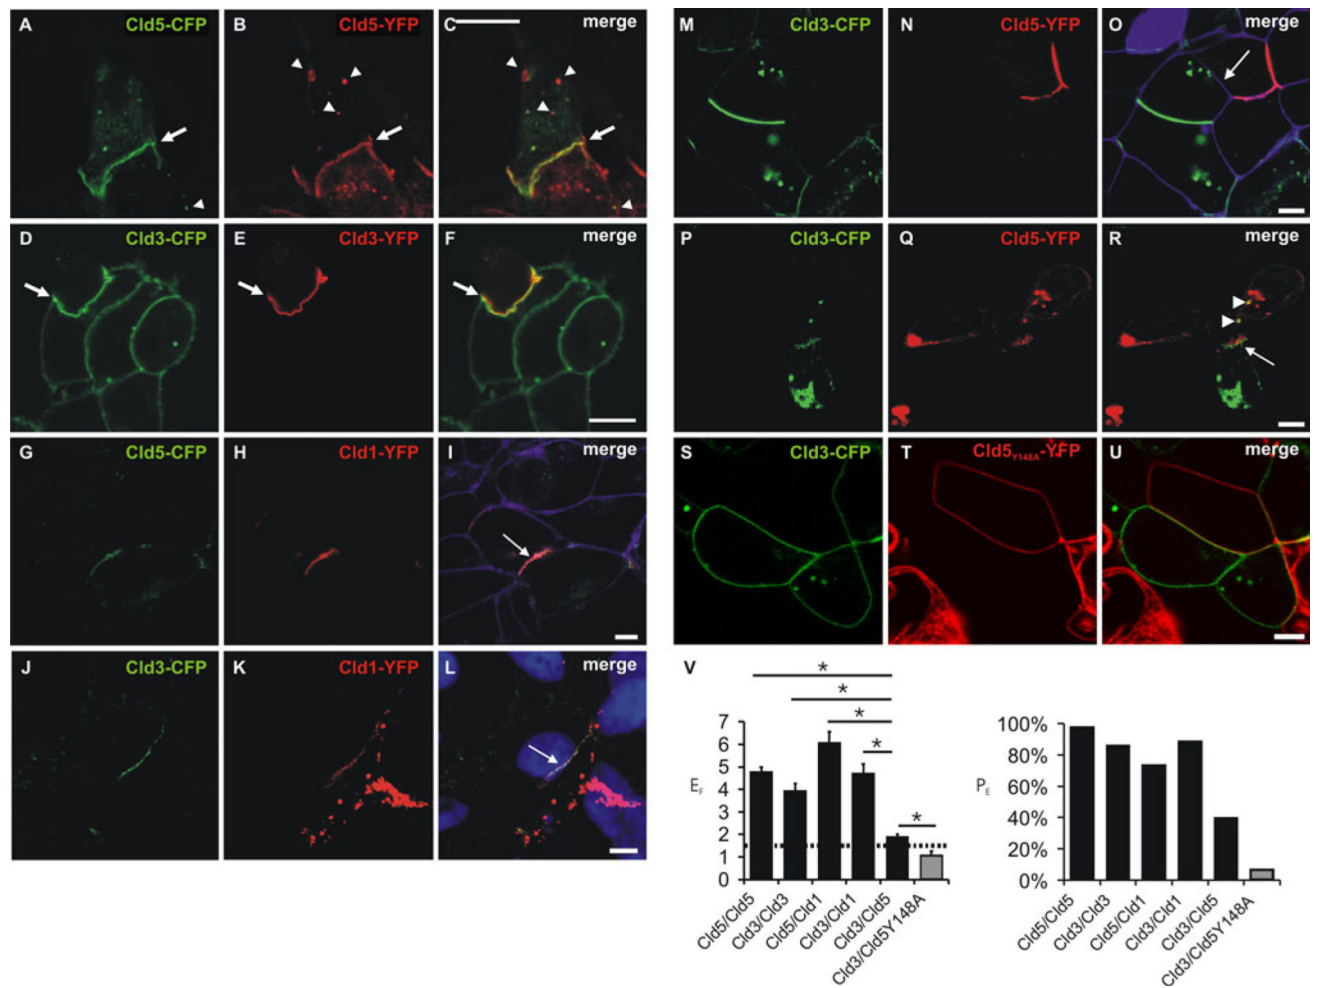 A Cld5-CFP
B Cld5-YFP
C merge
D Cld3-CFP
E Cld3-YFP
F merge
G Cld5-CFP
H Cld1-YFP
I merge
J Cld3-CFP
K Cld1-YFP
L merge
M Cld3-CFP
N Cld5-YFP
O merge
P Cld3-CFP
Q Cld5-YFP
R merge
S Cld3-CFP
T Cld5Y148A-YFP
U merge
V
*
*
*
*
*
7
6
5
4
3
2
1
0
EF
Cld5/Cld5
Cld3/Cld3
Cld5/Cld1
Cld3/Cld1
Cld3/Cld5
Cld3/Cld5Y148A
100%
80%
60%
40%
20%
0%
PE
Cld5/Cld5
Cld3/Cld3
Cld5/Cld1
Cld3/Cld1
Cld3/Cld5
Cld3/Cld5Y148A